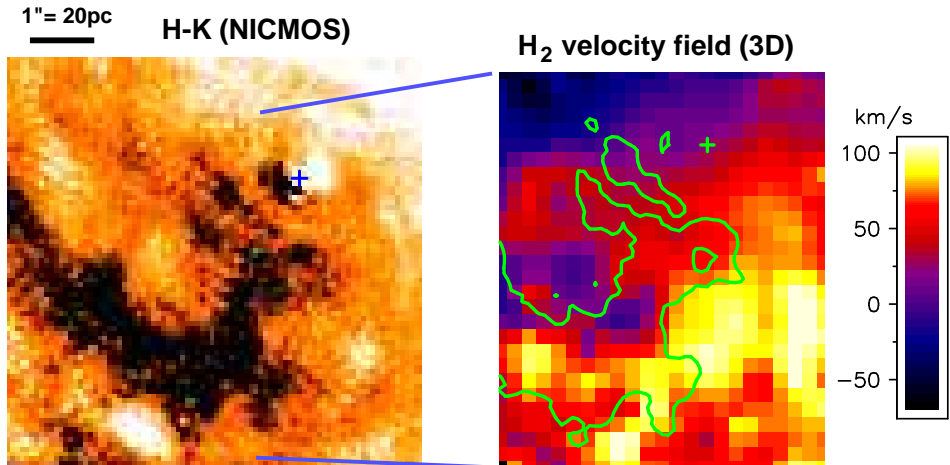 1"= 20pc
H-K (NICMOS)
H2 velocity field (3D)
km/s
100
50
0
−50